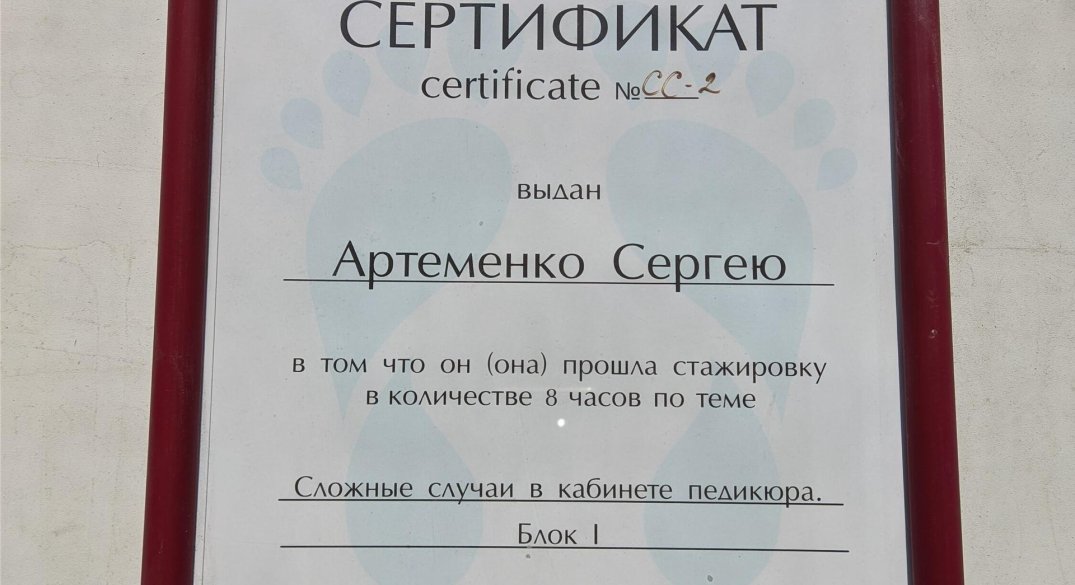 СЕРТИФИКАТ
certificate №СС-2
выдан
Артеменко Сергею
в том что он (она) прошла стажировку
в количестве 8 часов по теме
Сложные случаи в кабинете педикюра.
Блок I